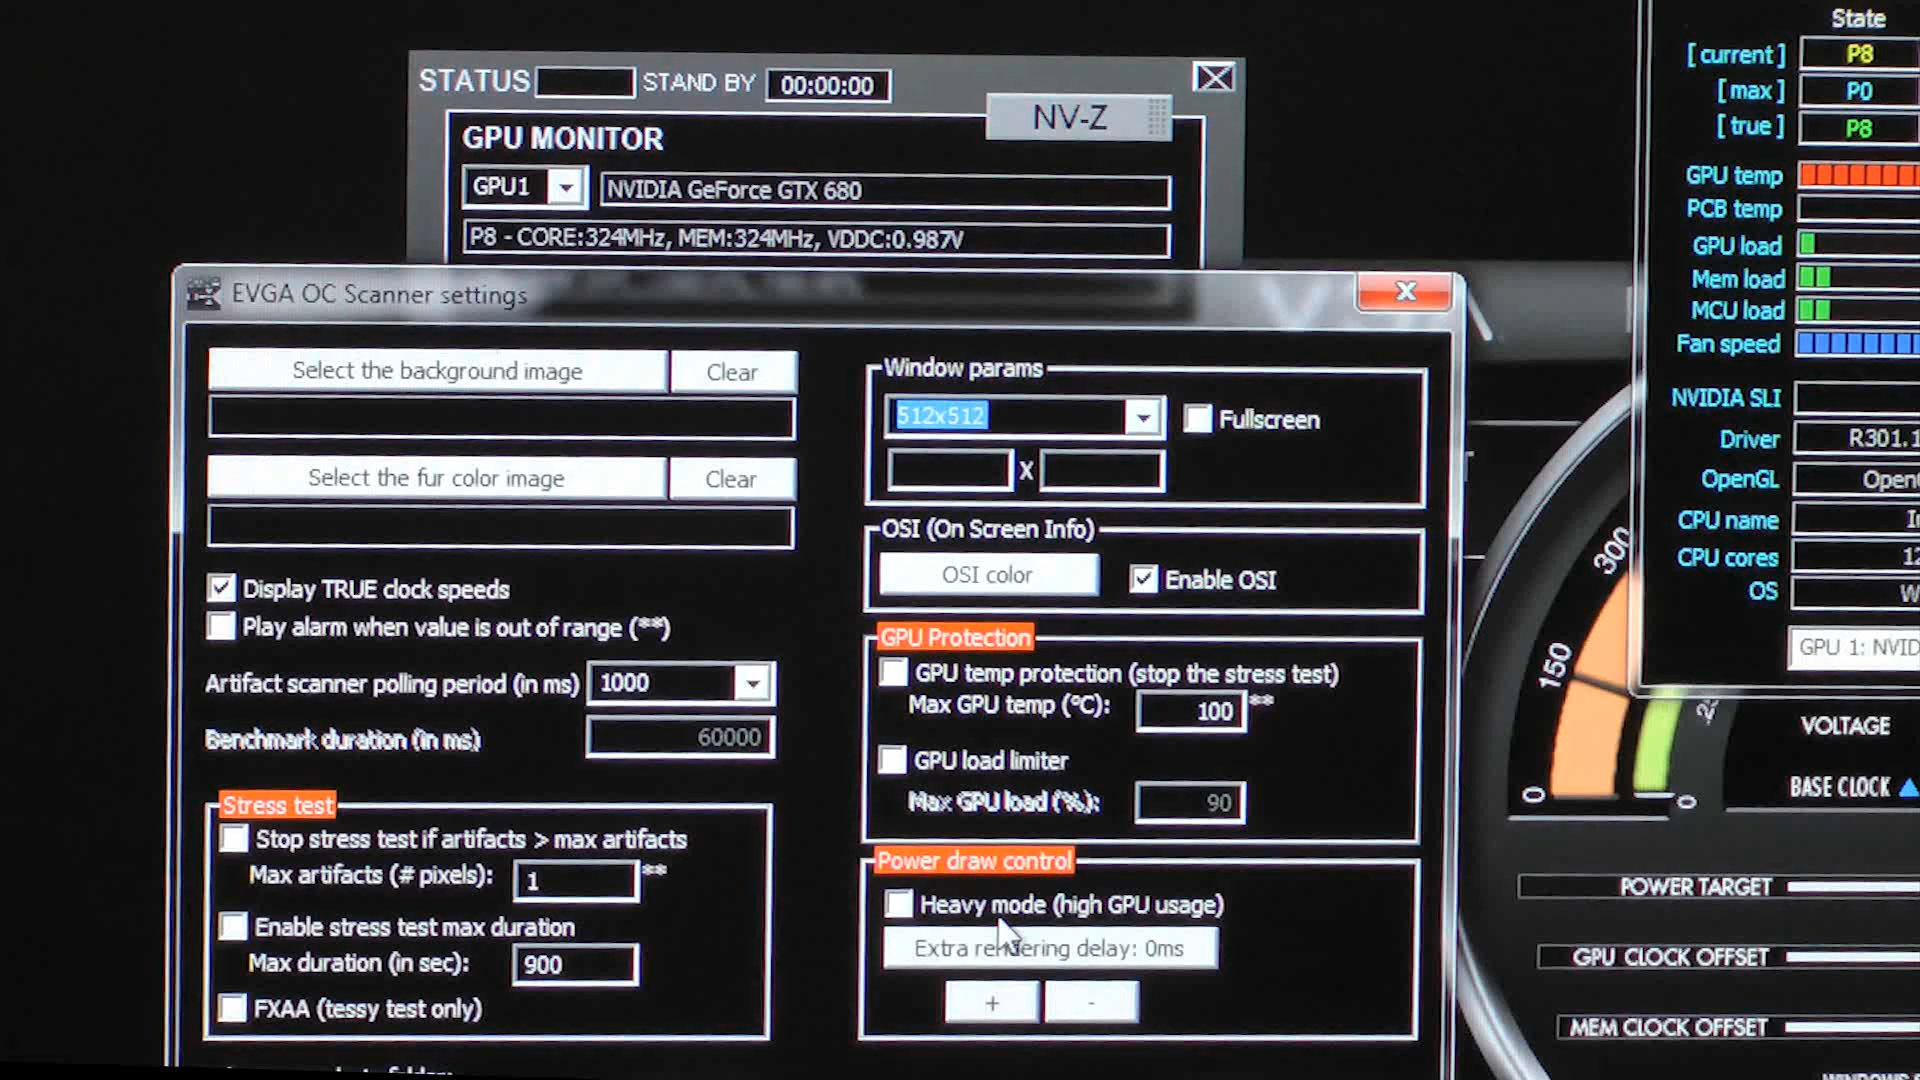 STATUS STAND BY 00:00:00
NV-Z
GPU MONITOR
GPU1 NVIDIA GeForce GTX 680
P8 - CORE:324MHz, MEM:324MHz, VDDC:0.987V
EVGA OC Scanner settings
X
Select the background image Clear
Select the fur color image Clear
Display TRUE clock speeds
Play alarm when value is out of range (**)
Artifact scanner polling period (in ms) 1000
Benchmark duration (in ms) 60000
Stress test
Stop stress test if artifacts > max artifacts
Max artifacts (# pixels): 1 **
Enable stress test max duration
Max duration (in sec): 900
FXAA (tessy test only)
Window params
512x512 Fullscreen
X
OSI (On Screen Info)
OSI color Enable OSI
GPU Protection
GPU temp protection (stop the stress test)
Max GPU temp (°C): 100 **
GPU load limiter
Max GPU load (%): 90
Power draw control
Heavy mode (high GPU usage)
Extra rendering delay: 0ms
+ -
State
[ current ] P8
[ max ] P0
[ true ] P8
GPU temp
PCB temp
GPU load
Mem load
MCU load
Fan speed
NVIDIA SLI
Driver R301.1
OpenGL Open
CPU name
CPU cores 12
OS W
GPU 1: NVID
300
150
0
0
VOLTAGE
BASE CLOCK
POWER TARGET
GPU CLOCK OFFSET
MEM CLOCK OFFSET